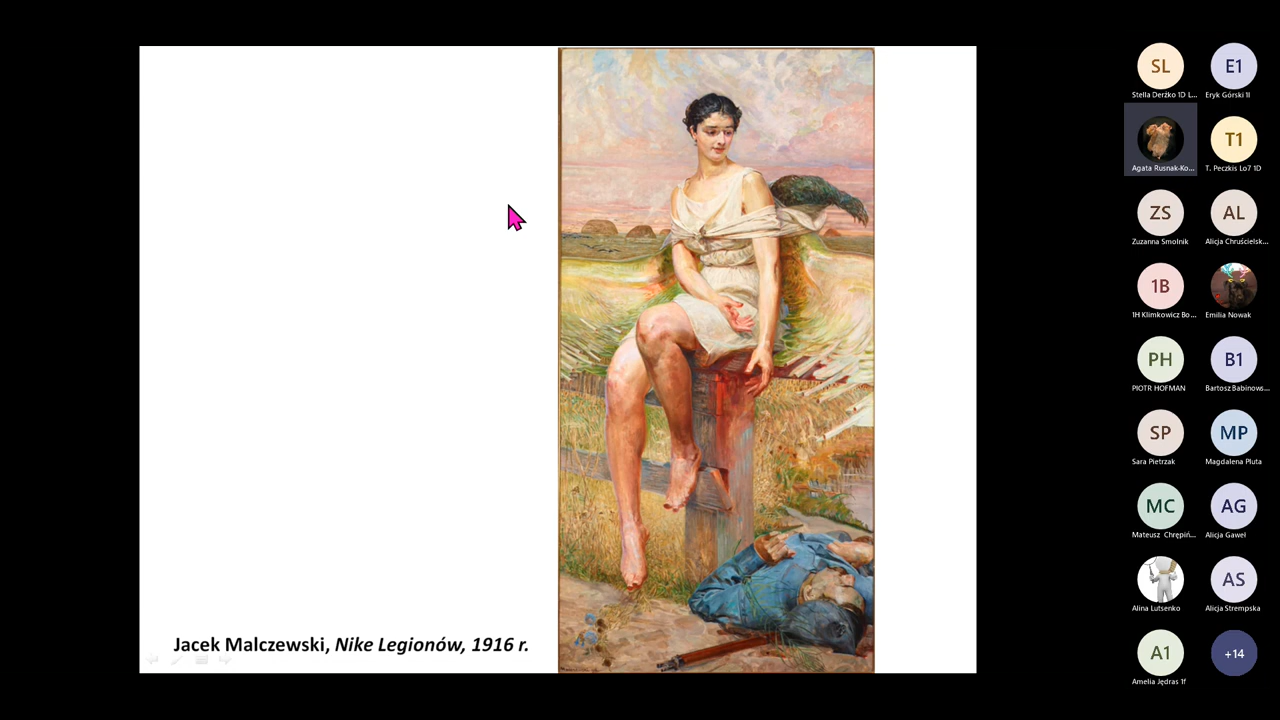 Jacek Malczewski, Nike Legionów, 1916 r.
SL
Stella Derźko 1D L...
E1
Eryk Górski 1I
Agata Rusnak-Ko...
T1
T. Peczkis Lo7 1D
ZS
Zuzanna Smolnik
AL
Alicja Chruścielsk...
1B
1H Klimkowicz Bo...
Emilia Nowak
PH
PIOTR HOFMAN
B1
Bartosz Babinows...
SP
Sara Pietrzak
MP
Magdalena Pluta
MC
Mateusz Chrępiń...
AG
Alicja Gaweł
Alina Lutsenko
AS
Alicja Strempska
A1
Amelia Jędras 1f
+14